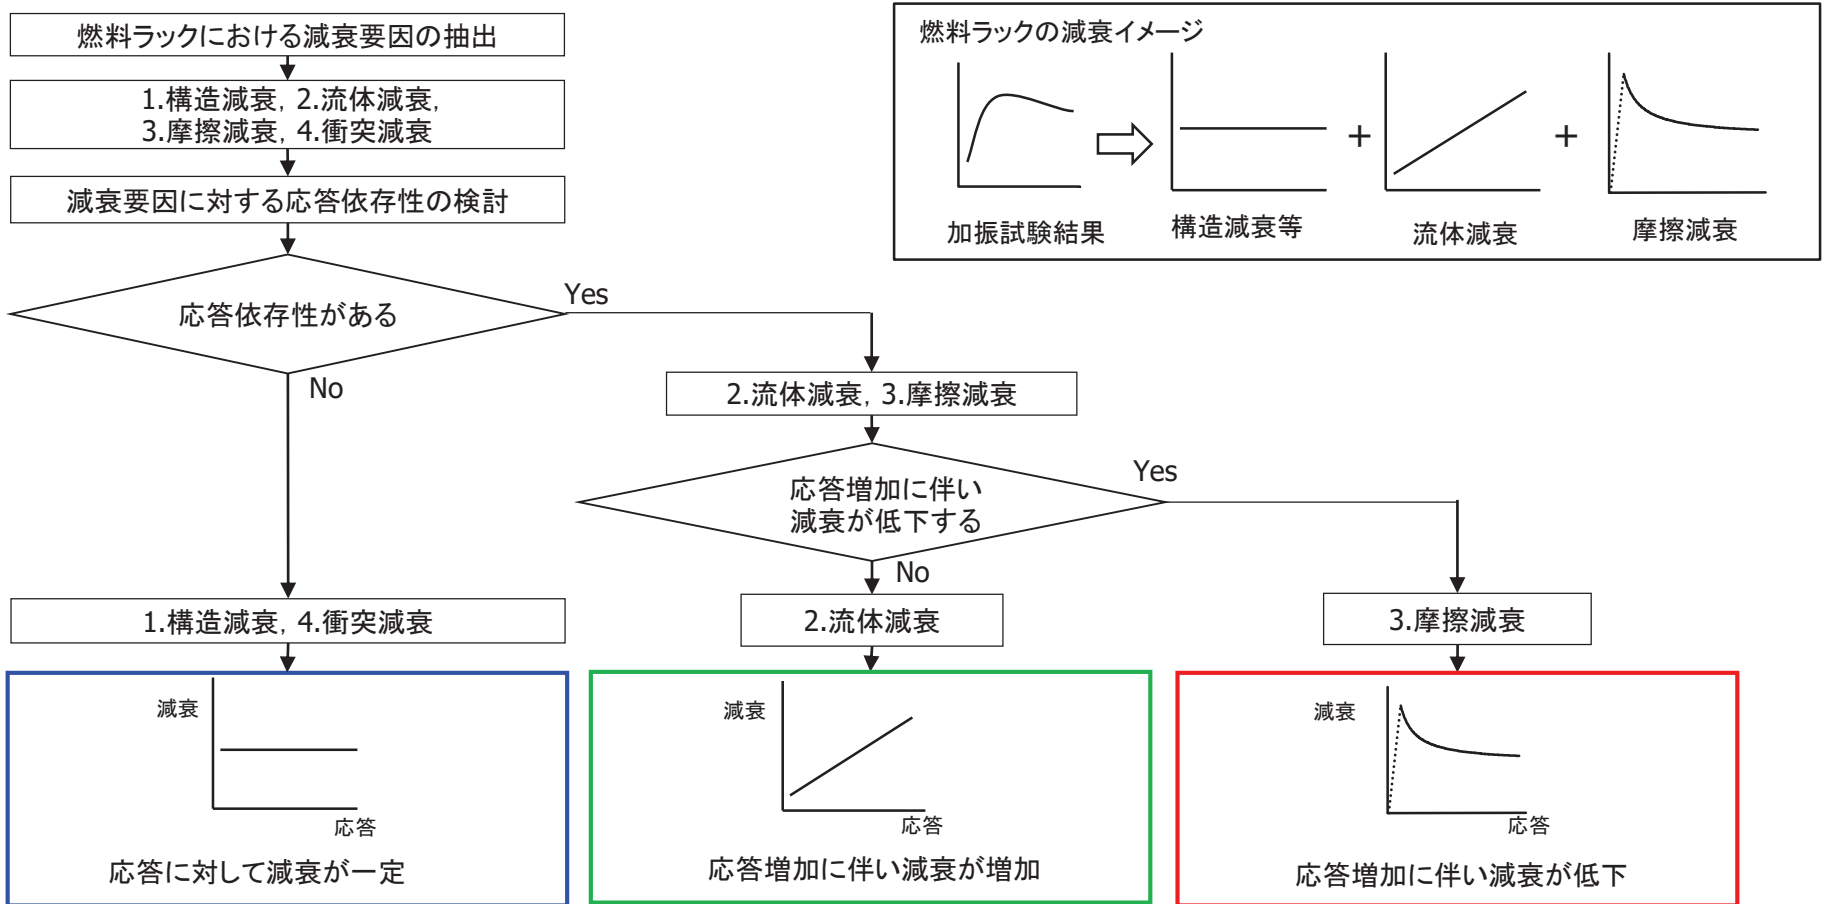 燃料ラックにおける減衰要因の抽出
1.構造減衰, 2.流体減衰,
3.摩擦減衰, 4.衝突減衰
減衰要因に対する応答依存性の検討
応答依存性がある
Yes
No
燃料ラックの減衰イメージ
加振試験結果
構造減衰等
+
流体減衰
+
摩擦減衰
2.流体減衰, 3.摩擦減衰
応答増加に伴い
減衰が低下する
Yes
No
1.構造減衰, 4.衝突減衰
2.流体減衰
3.摩擦減衰
減衰
応答
応答に対して減衰が一定
減衰
応答
応答増加に伴い減衰が増加
減衰
応答
応答増加に伴い減衰が低下